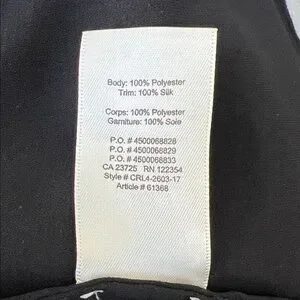 Body: 100% Polyester
Trim: 100% Silk
Corps: 100% Polyester
Garniture: 100% Soie
P.O. # 4500068828
P.O. # 4500068829
P.O. # 4500068833
CA 23725 RN 122354
Style # CRL4-2603-17
Article # 61368